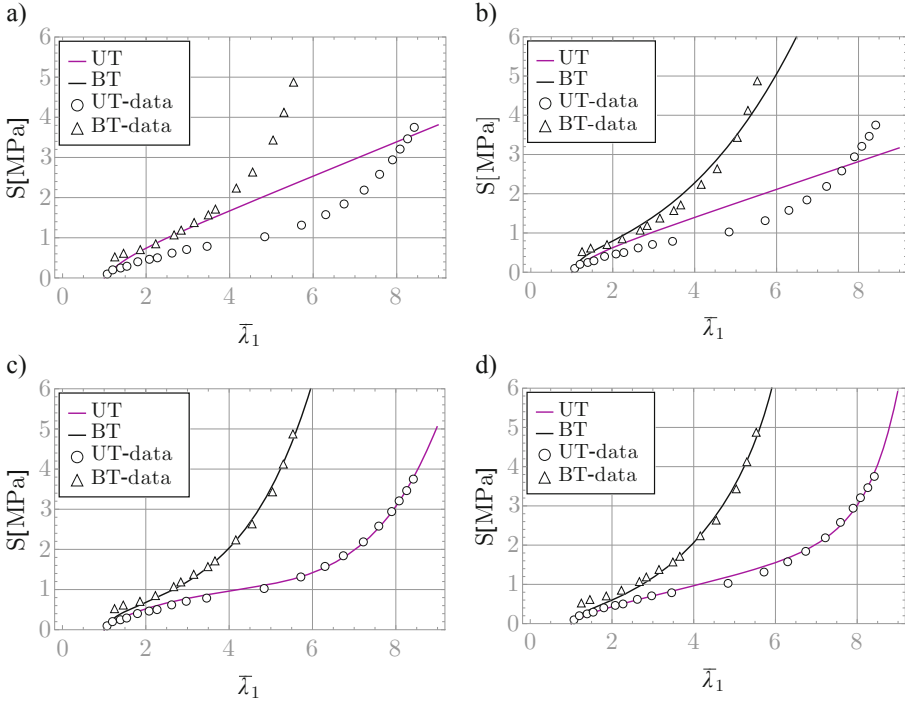 a)
6
5
4
3
2
1
0
S[MPa]
UT
BT
UT-data
BT-data
0 2 4 6 8
λ̄₁
b)
6
5
4
3
2
1
0
S[MPa]
UT
BT
UT-data
BT-data
0 2 4 6 8
λ̄₁
c)
6
5
4
3
2
1
0
S[MPa]
UT
BT
UT-data
BT-data
0 2 4 6 8
λ̄₁
d)
6
5
4
3
2
1
0
S[MPa]
UT
BT
UT-data
BT-data
0 2 4 6 8
λ̄₁